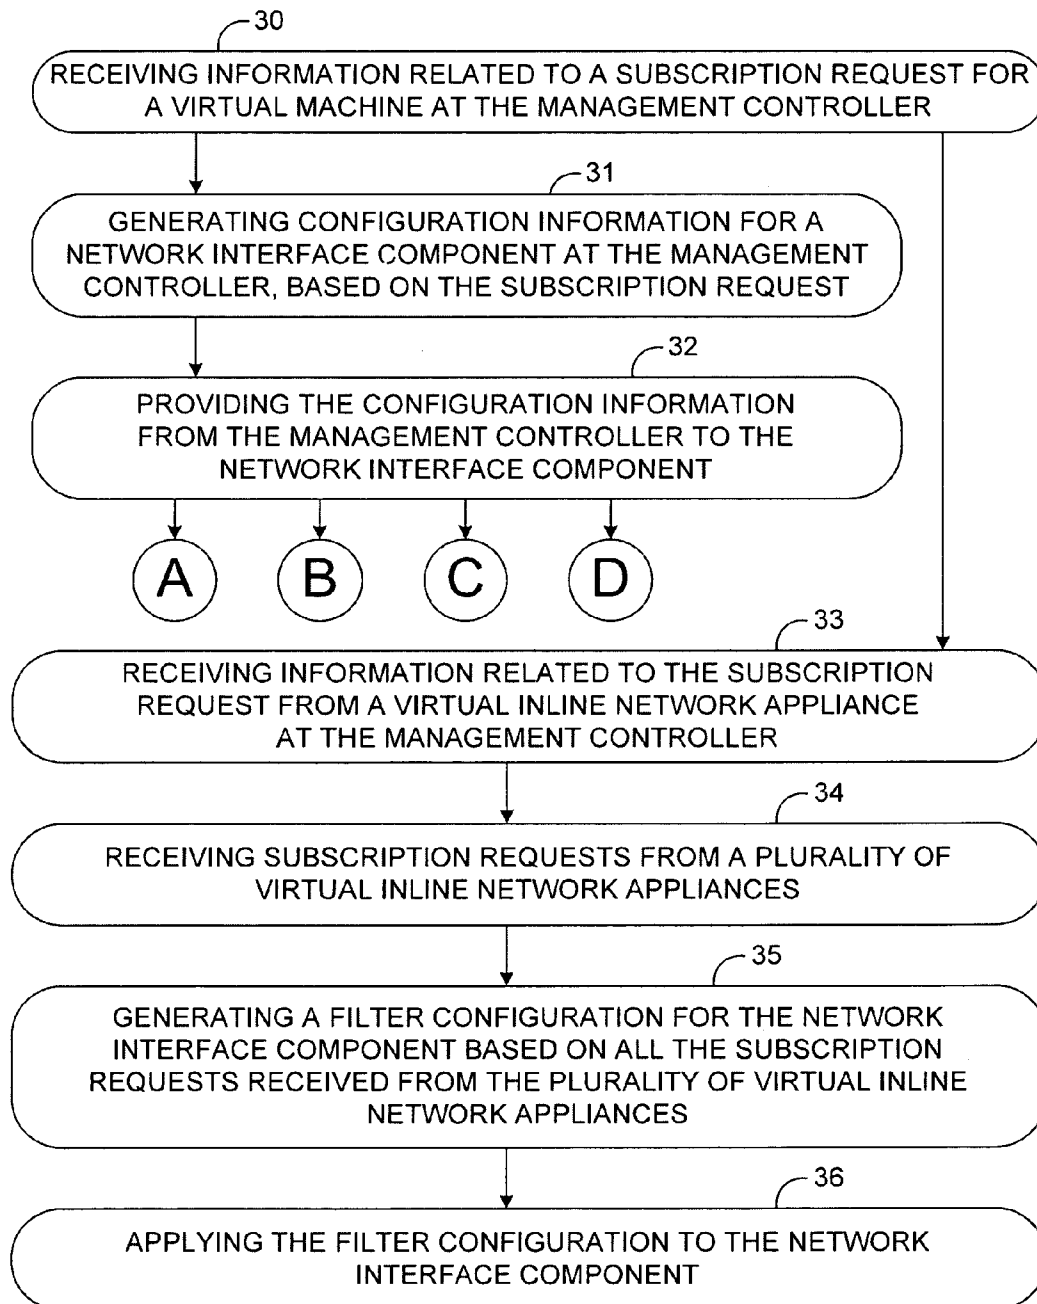 30
RECEIVING INFORMATION RELATED TO A SUBSCRIPTION REQUEST FOR
A VIRTUAL MACHINE AT THE MANAGEMENT CONTROLLER
31
GENERATING CONFIGURATION INFORMATION FOR A
NETWORK INTERFACE COMPONENT AT THE MANAGEMENT
CONTROLLER, BASED ON THE SUBSCRIPTION REQUEST
32
PROVIDING THE CONFIGURATION INFORMATION
FROM THE MANAGEMENT CONTROLLER TO THE
NETWORK INTERFACE COMPONENT
A B C D
33
RECEIVING INFORMATION RELATED TO THE SUBSCRIPTION
REQUEST FROM A VIRTUAL INLINE NETWORK APPLIANCE
AT THE MANAGEMENT CONTROLLER
34
RECEIVING SUBSCRIPTION REQUESTS FROM A PLURALITY OF
VIRTUAL INLINE NETWORK APPLIANCES
35
GENERATING A FILTER CONFIGURATION FOR THE NETWORK
INTERFACE COMPONENT BASED ON ALL THE SUBSCRIPTION
REQUESTS RECEIVED FROM THE PLURALITY OF VIRTUAL INLINE
NETWORK APPLIANCES
36
APPLYING THE FILTER CONFIGURATION TO THE NETWORK
INTERFACE COMPONENT